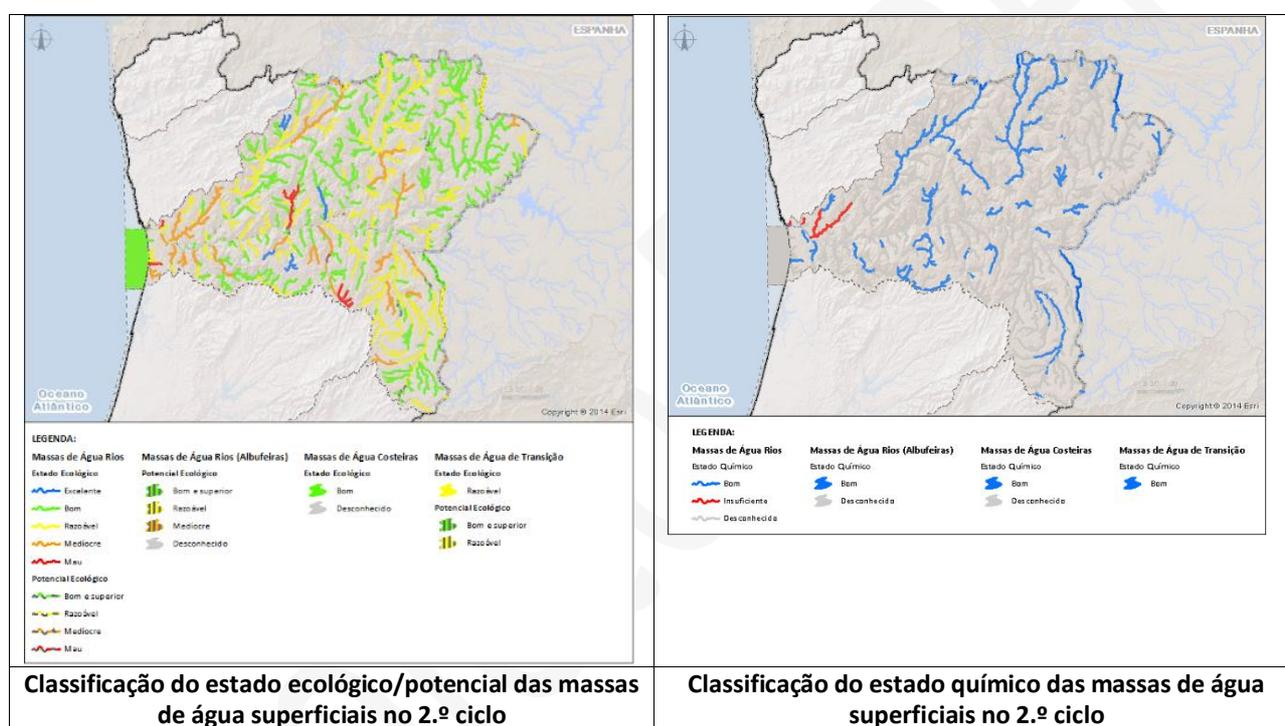 ESPANHA
Oceano
Atlântico
Copyright © 2014 Esri
LEGENDA:
Massas de Água Rios
Estado Ecológico
Excelente
Bom
Razoável
Medíocre
Mau
Potencial Ecológico
Bom e superior
Razoável
Medíocre
Mau
Massas de Água Rios (Albufeiras)
Potencial Ecológico
Bom e superior
Razoável
Medíocre
Desconhecido
Massas de Água Costeiras
Estado Ecológico
Bom
Desconhecido
Massas de Água de Transição
Estado Ecológico
Razoável
Potencial Ecológico
Bom e superior
Razoável
Classificação do estado ecológico/potencial das massas
de água superficiais no 2.º ciclo
ESPANHA
Oceano
Atlântico
Copyright © 2014 Esri
LEGENDA:
Massas de Água Rios
Estado Químico
Bom
Insuficiente
Desconhecida
Massas de Água Rios (Albufeiras)
Estado Químico
Bom
Desconhecida
Massas de Água Costeiras
Estado Químico
Bom
Desconhecida
Massas de Água de Transição
Estado Químico
Bom
Classificação do estado químico das massas de água
superficiais no 2.º ciclo